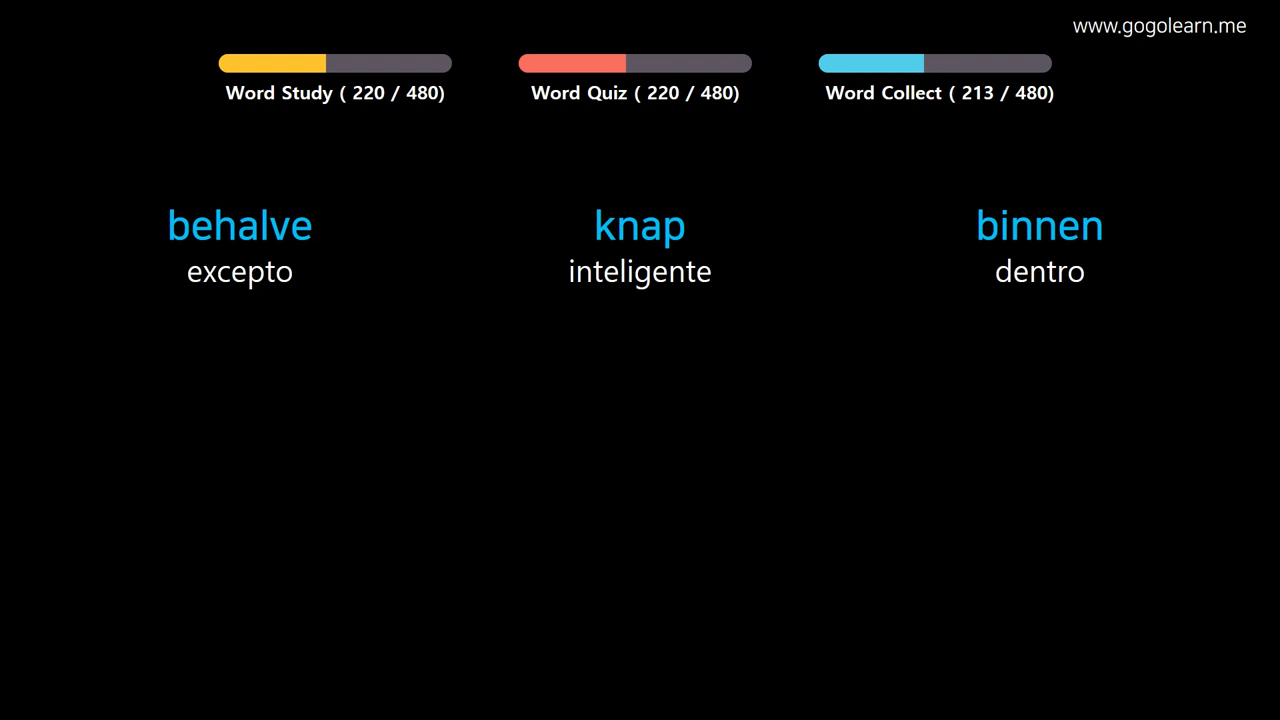 www.gogolearn.me
Word Study ( 220 / 480)
Word Quiz ( 220 / 480)
Word Collect ( 213 / 480)
behalve
excepto
knap
inteligente
binnen
dentro